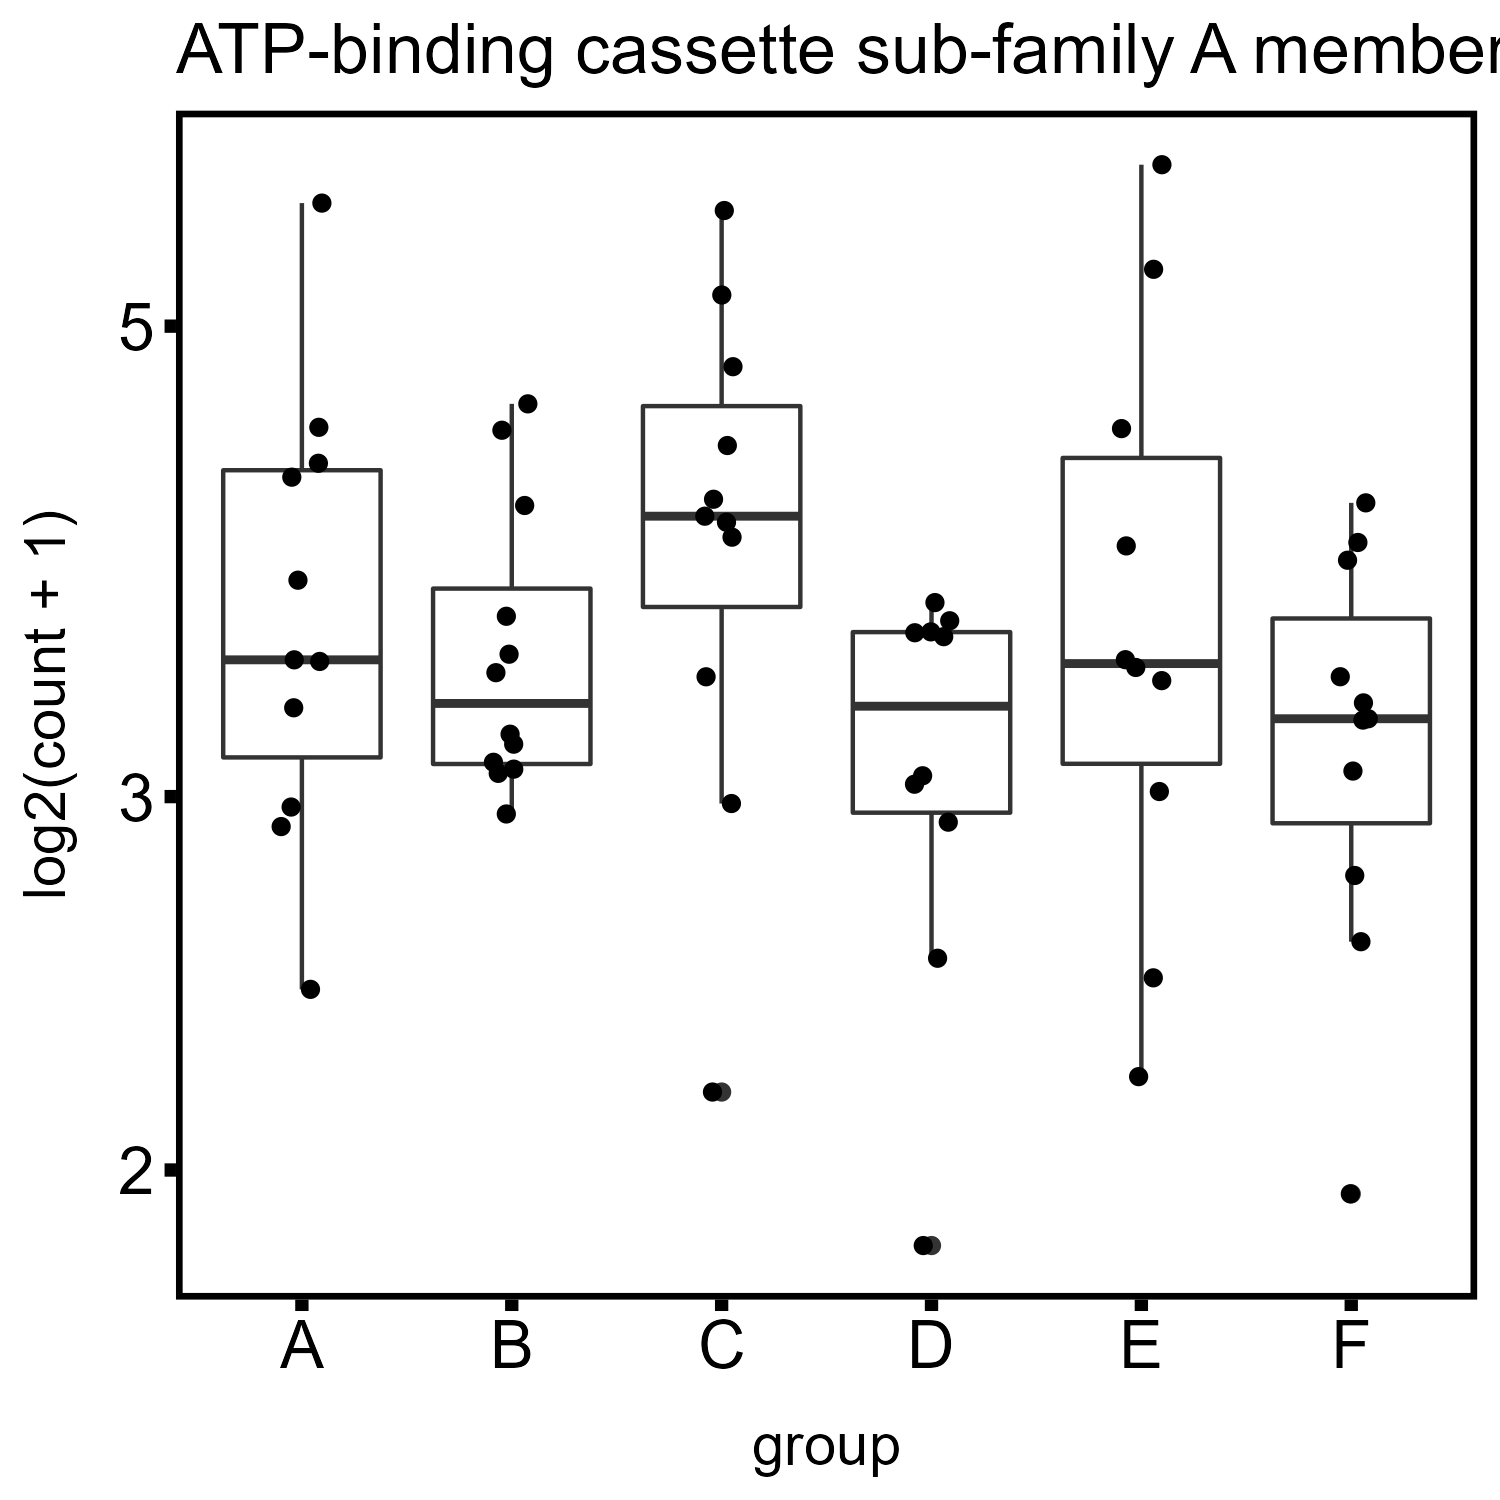 ATP-binding cassette sub-family A member
log2(count + 1)
5
3
2
A B C D E F
group